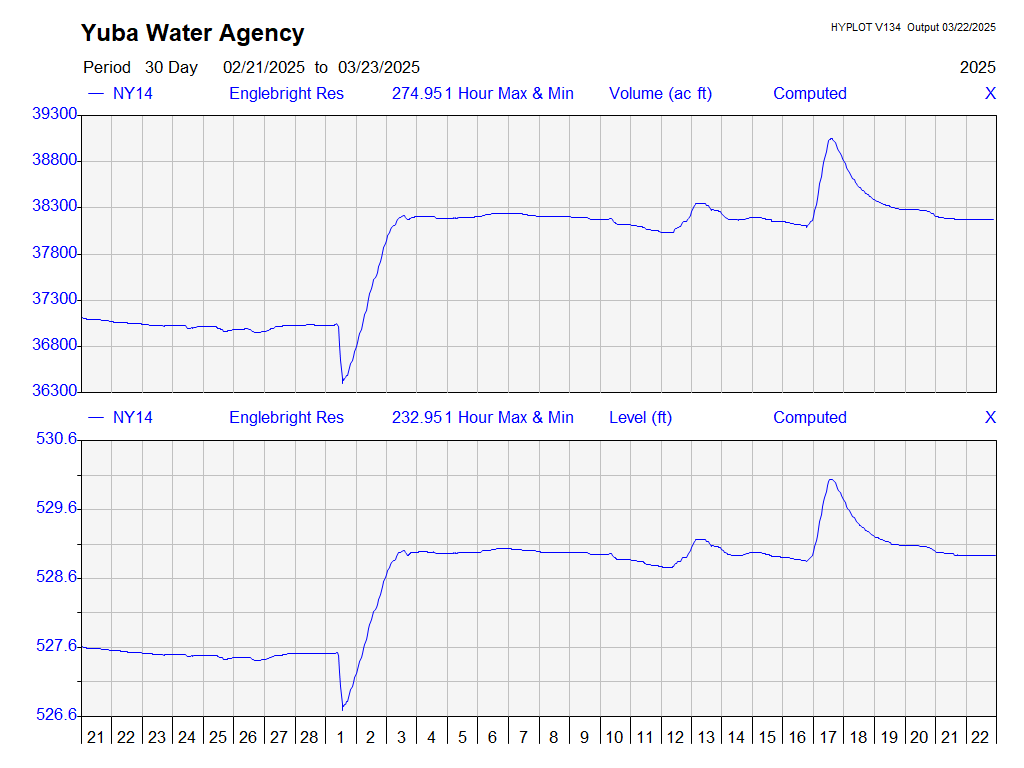 Yuba Water Agency
HYPLOT V134 Output 03/22/2025
Period 30 Day 02/21/2025 to 03/23/2025
2025
NY14 Englebright Res 274.951 Hour Max & Min Volume (ac ft) Computed X
39300
38800
38300
37800
37300
36800
36300
NY14 Englebright Res 232.951 Hour Max & Min Level (ft) Computed X
530.6
529.6
528.6
527.6
526.6
21 22 23 24 25 26 27 28 1 2 3 4 5 6 7 8 9 10 11 12 13 14 15 16 17 18 19 20 21 22